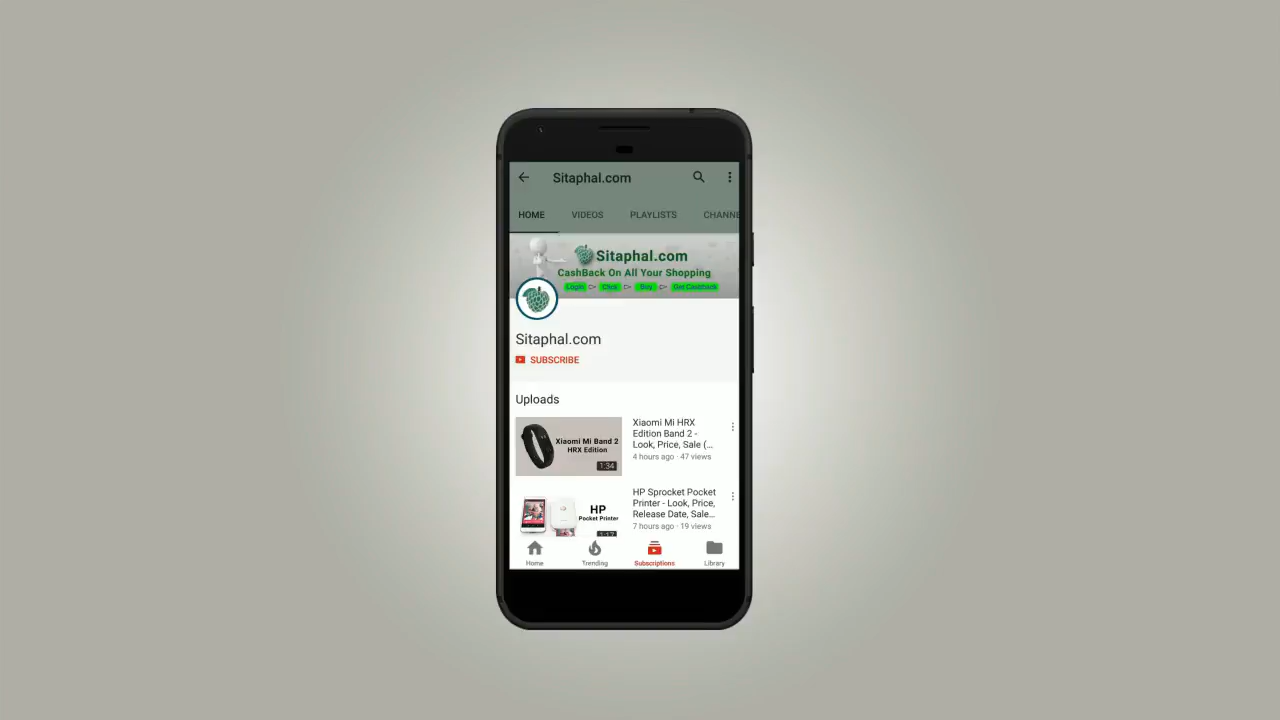 Sitaphal.com
HOME VIDEOS PLAYLISTS CHANNE
Sitaphal.com
CashBack On All Your Shopping
Login Click Buy Get Cashback
Sitaphal.com
SUBSCRIBE
Uploads
Xiaomi Mi Band 2
HRX Edition
1:34
Xiaomi Mi HRX
Edition Band 2 -
Look, Price, Sale (...
4 hours ago · 47 views
HP
Pocket Printer
1:17
HP Sprocket Pocket
Printer - Look, Price,
Release Date, Sale...
7 hours ago · 19 views
Home Trending Subscriptions Library